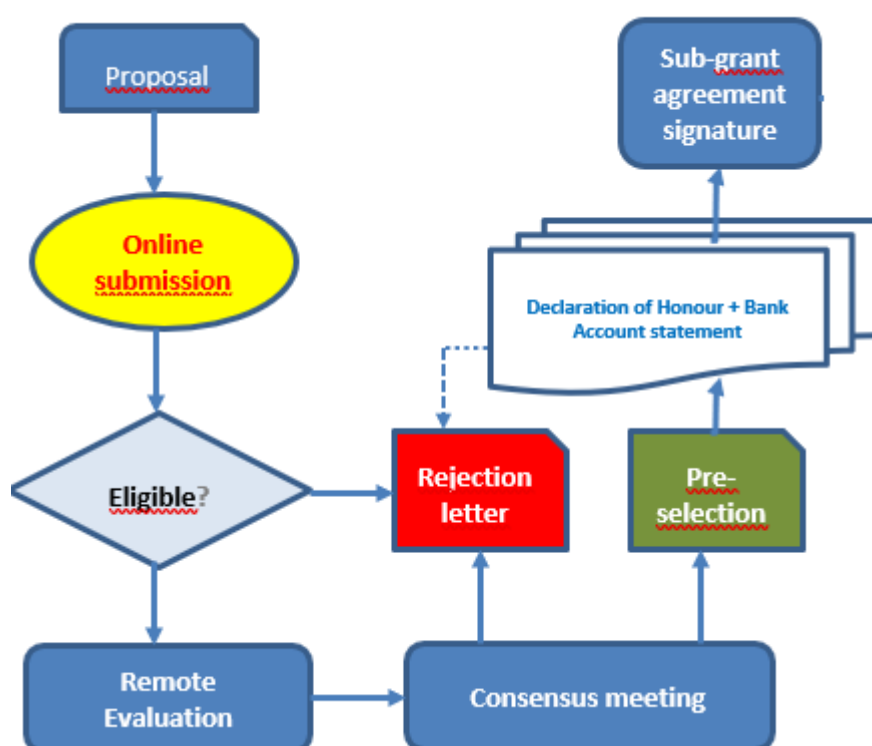 Proposal
Sub-grant
agreement
signature
Online
submission
Declaration of Honour + Bank
Account statement
Eligible?
Rejection
letter
Pre-
selection
Remote
Evaluation
Consensus meeting